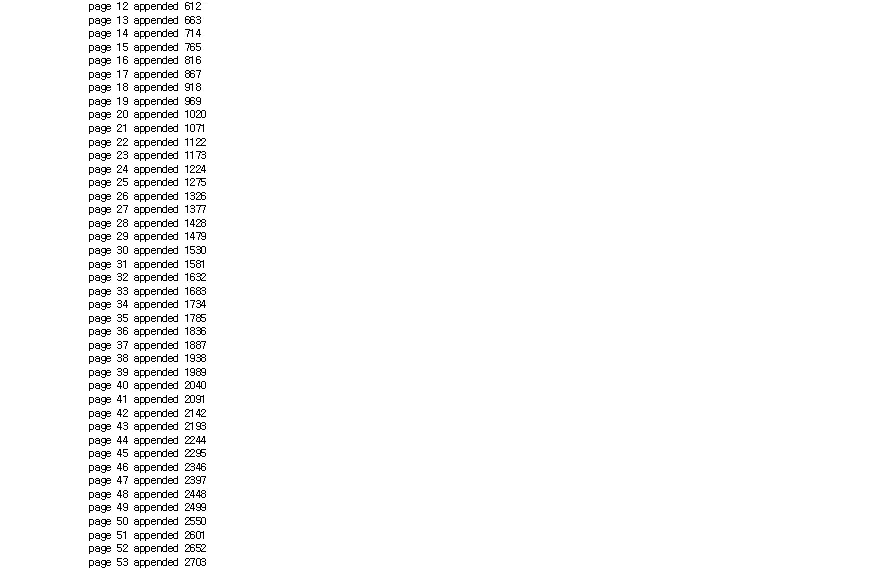 page 12 appended 612
page 13 appended 663
page 14 appended 714
page 15 appended 765
page 16 appended 816
page 17 appended 867
page 18 appended 918
page 19 appended 969
page 20 appended 1020
page 21 appended 1071
page 22 appended 1122
page 23 appended 1173
page 24 appended 1224
page 25 appended 1275
page 26 appended 1326
page 27 appended 1377
page 28 appended 1428
page 29 appended 1479
page 30 appended 1530
page 31 appended 1581
page 32 appended 1632
page 33 appended 1683
page 34 appended 1734
page 35 appended 1785
page 36 appended 1836
page 37 appended 1887
page 38 appended 1938
page 39 appended 1989
page 40 appended 2040
page 41 appended 2091
page 42 appended 2142
page 43 appended 2193
page 44 appended 2244
page 45 appended 2295
page 46 appended 2346
page 47 appended 2397
page 48 appended 2448
page 49 appended 2499
page 50 appended 2550
page 51 appended 2601
page 52 appended 2652
page 53 appended 2703